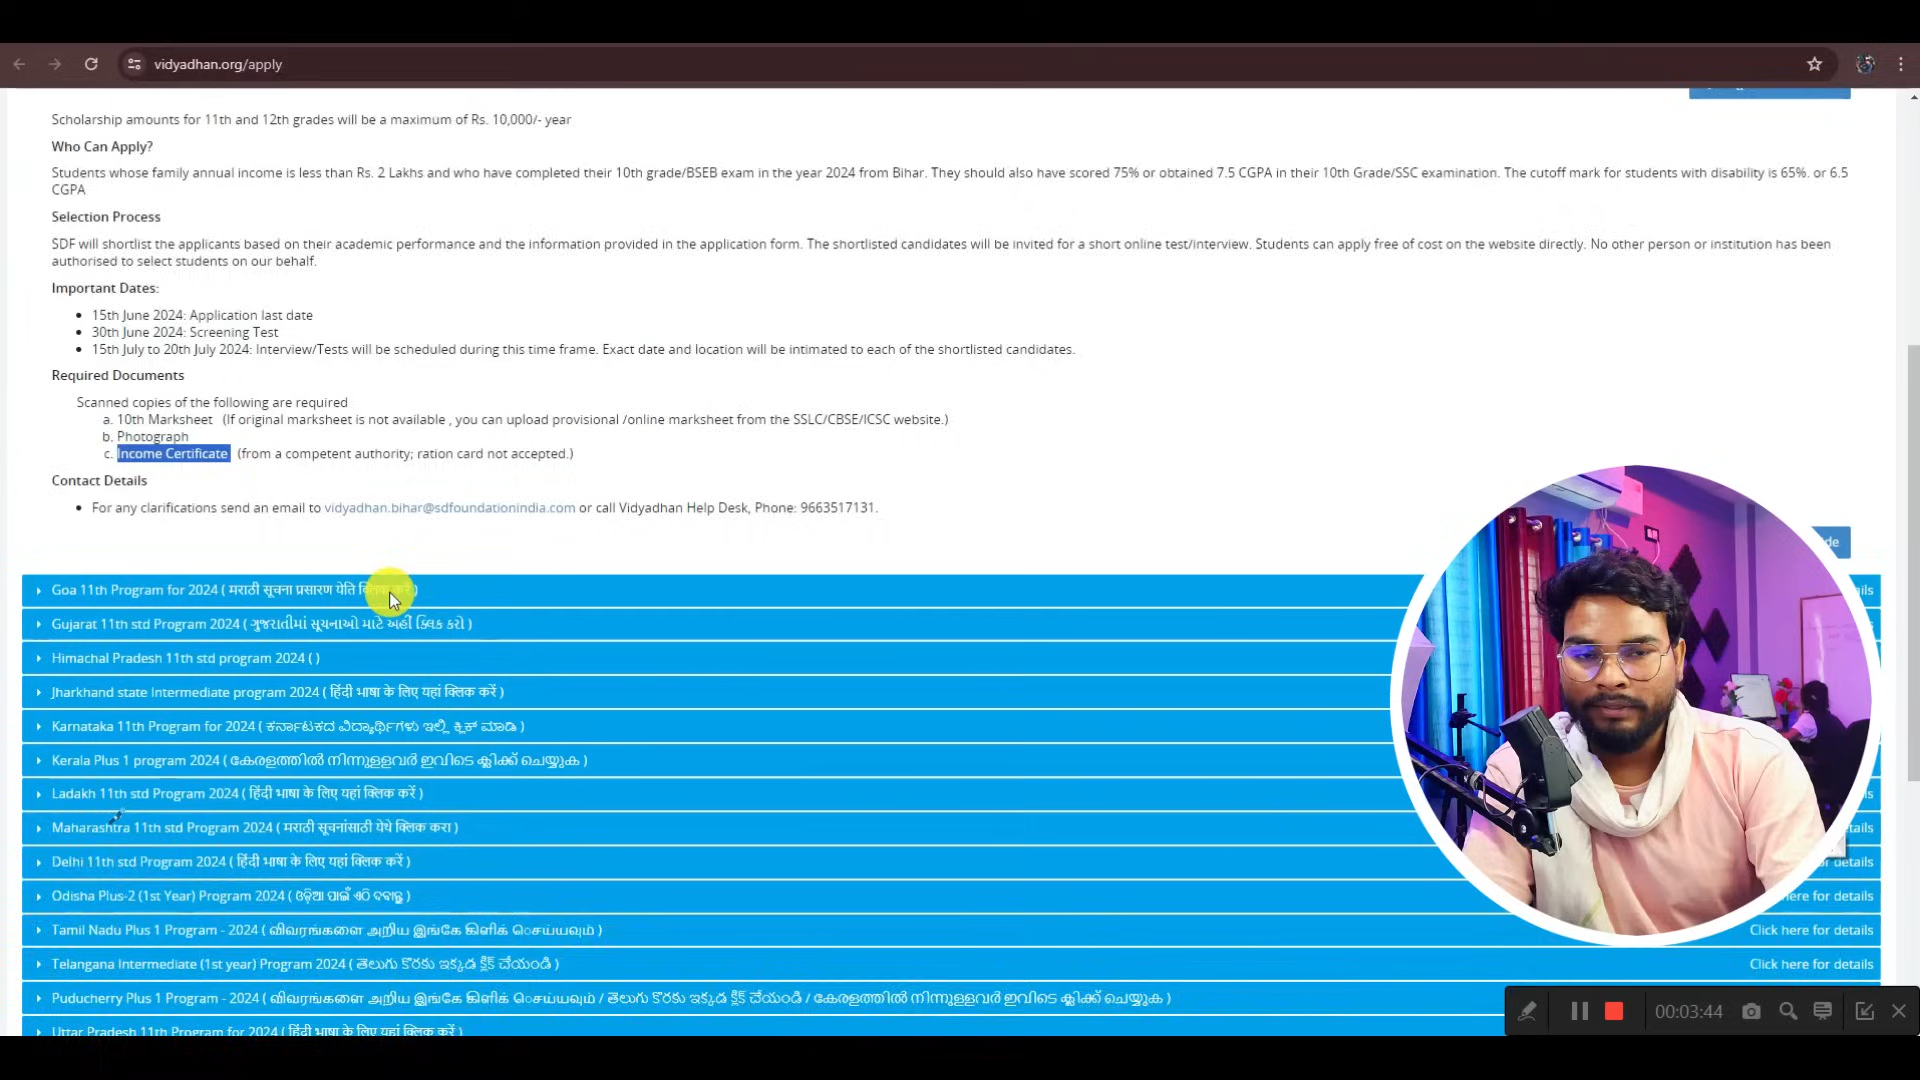 vidyadhan.org/apply
Scholarship amounts for 11th and 12th grades will be a maximum of Rs. 10,000/- year
Who Can Apply?
Students whose family annual income is less than Rs. 2 Lakhs and who have completed their 10th grade/BSEB exam in the year 2024 from Bihar. They should also have scored 75% or obtained 7.5 CGPA in their 10th Grade/SSC examination. The cutoff mark for students with disability is 65%. or 6.5
CGPA
Selection Process
SDF will shortlist the applicants based on their academic performance and the information provided in the application form. The shortlisted candidates will be invited for a short online test/interview. Students can apply free of cost on the website directly. No other person or institution has been
authorised to select students on our behalf.
Important Dates:
15th June 2024: Application last date
30th June 2024: Screening Test
15th July to 20th July 2024: Interview/Tests will be scheduled during this time frame. Exact date and location will be intimated to each of the shortlisted candidates.
Required Documents
Scanned copies of the following are required
a. 10th Marksheet (If original marksheet is not available , you can upload provisional /online marksheet from the SSLC/CBSE/ICSC website.)
b. Photograph
c. Income Certificate (from a competent authority; ration card not accepted.)
Contact Details
For any clarifications send an email to vidyadhan.bihar@sdfoundationindia.com or call Vidyadhan Help Desk, Phone: 9663517131.
Goa 11th Program for 2024 ( मराठी सूचना प्रसारण येति क्लिक करें )
Gujarat 11th std Program 2024 ( ગુજરાતીમાં સૂચનાઓ માટે અહીં ક્લિક કરો )
Himachal Pradesh 11th std program 2024 ( )
Jharkhand state Intermediate program 2024 ( हिंदी भाषा के लिए यहां क्लिक करें )
Karnataka 11th Program for 2024 ( ಕರ್ನಾಟಕದ ವಿದ್ಯಾರ್ಥಿಗಳು ಇಲ್ಲಿ ಕ್ಲಿಕ್ ಮಾಡಿ )
Kerala Plus 1 program 2024 ( കേരളത്തിൽ നിന്നുള്ളവർ ഇവിടെ ക്ലിക്ക് ചെയ്യുക )
Ladakh 11th std Program 2024 ( हिंदी भाषा के लिए यहां क्लिक करें )
Maharashtra 11th std Program 2024 ( मराठी सूचनांसाठी येथे क्लिक करा ) details
Delhi 11th std Program 2024 ( हिंदी भाषा के लिए यहां क्लिक करें ) details
Odisha Plus-2 (1st Year) Program 2024 ( ଓଡ଼ିଆ ପାଇଁ ଏଠି ଦବାନ୍ତୁ ) here for details
Tamil Nadu Plus 1 Program - 2024 ( விவரங்களை அறிய இங்கே கிளிக் செய்யவும் ) Click here for details
Telangana Intermediate (1st year) Program 2024 ( తెలుగు కొరకు ఇక్కడ క్లిక్ చేయండి ) Click here for details
Puducherry Plus 1 Program - 2024 ( விவரங்களை அறிய இங்கே கிளிக் செய்யவும் / తెలుగు కొరకు ఇక్కడ క్లిక్ చేయండి / കേരളത്തിൽ നിന്നുള്ളവർ ഇവിടെ ക്ലിക്ക് ചെയ്യുക )
Uttar Pradesh 11th Program for 2024 ( हिंदी भाषा के लिए यहां क्लिक करें )
00:03:44